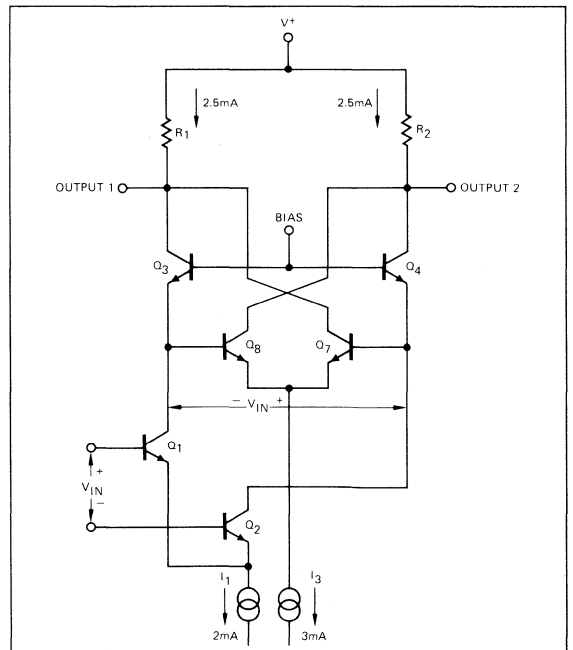 V+
2.5mA
2.5mA
R1
R2
OUTPUT 1
OUTPUT 2
BIAS
Q3
Q4
Q8
Q7
− VIN +
Q1
+
VIN
−
Q2
I1
I3
2mA
3mA